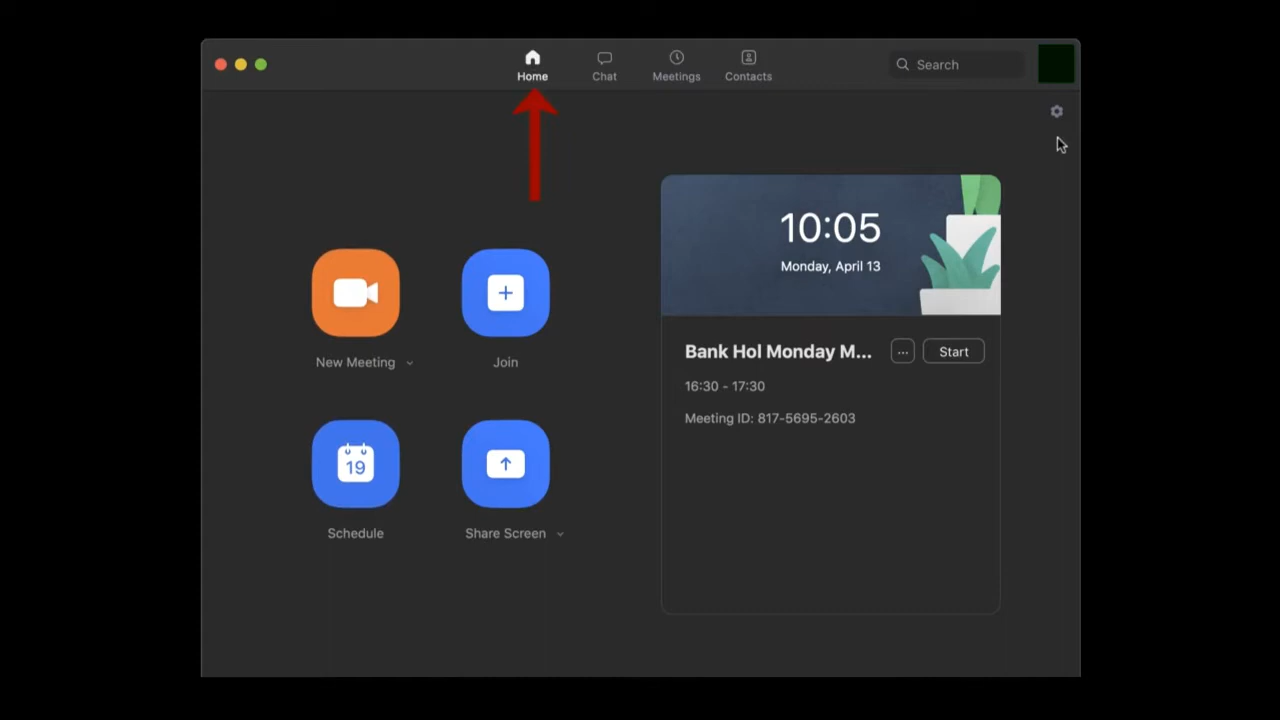 Home
Chat
Meetings
Contacts
Search
10:05
Monday, April 13
New Meeting
Join
Bank Hol Monday M...
...
Start
16:30 - 17:30
Meeting ID: 817-5695-2603
19
Schedule
Share Screen